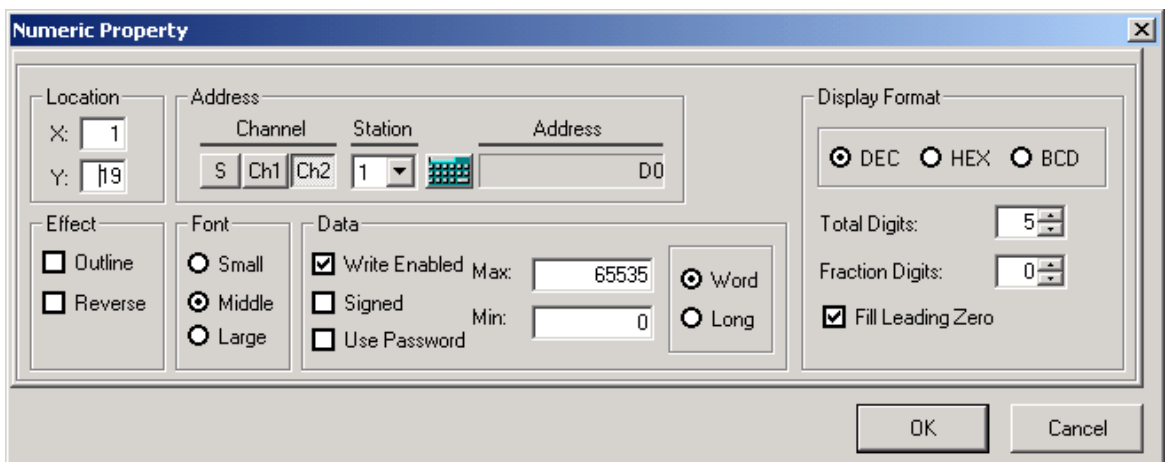 Numeric Property
Location
X: 1
Y: 19
Address
Channel Station Address
S Ch1 Ch2 1 D0
Effect
Outline
Reverse
Font
Small
Middle
Large
Data
Write Enabled
Signed
Use Password
Max: 65535
Min: 0
Word
Long
Display Format
DEC HEX BCD
Total Digits: 5
Fraction Digits: 0
Fill Leading Zero
OK Cancel